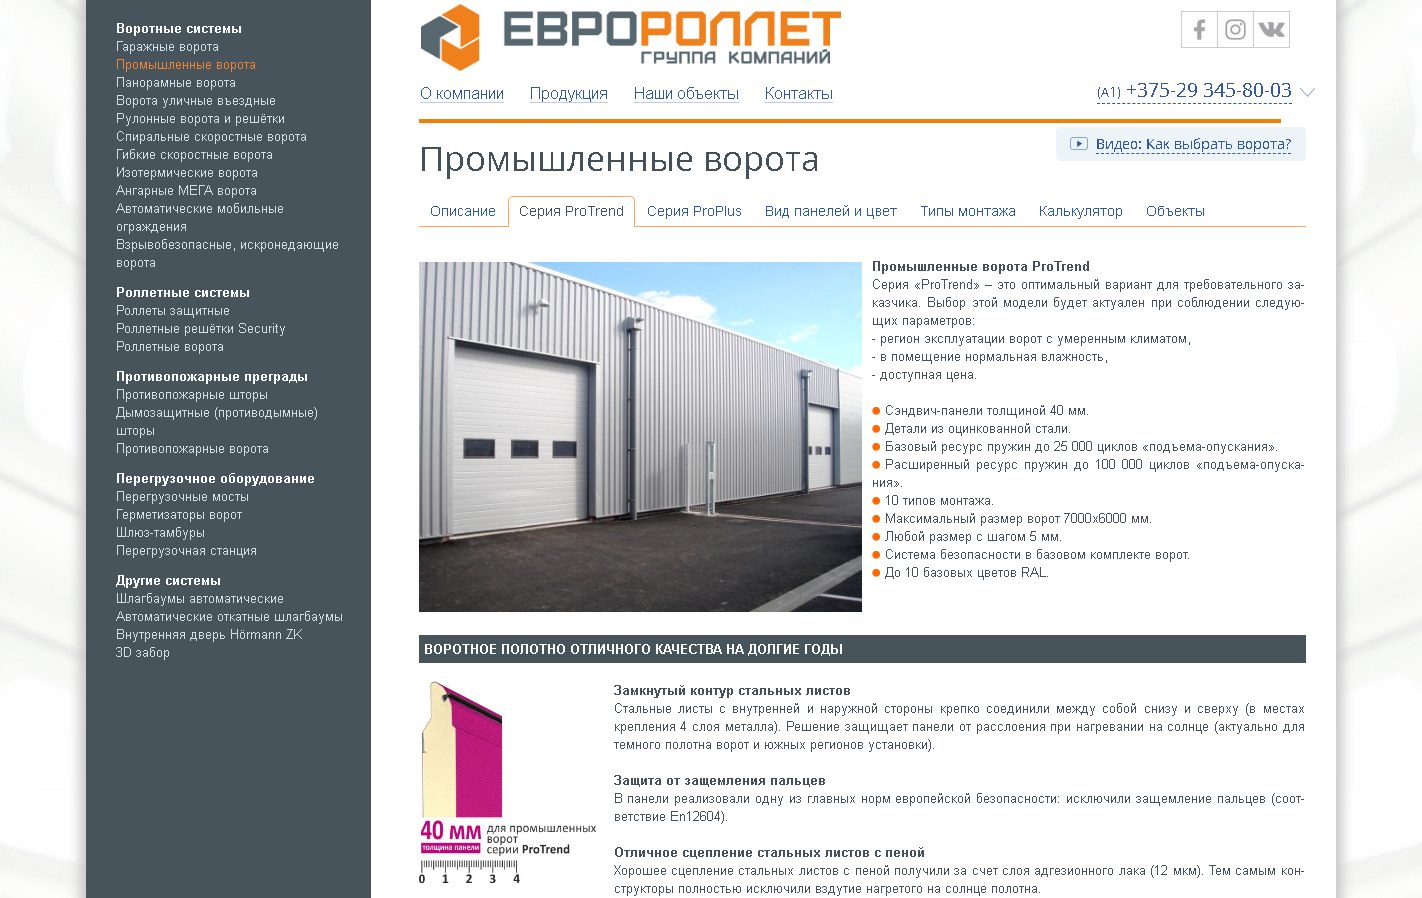 Воротные системы
Гаражные ворота
Промышленные ворота
Панорамные ворота
Ворота уличные въездные
Рулонные ворота и решётки
Спиральные скоростные ворота
Гибкие скоростные ворота
Изотермические ворота
Ангарные МЕГА ворота
Автоматические мобильные
ограждения
Взрывобезопасные, искронедающие
ворота
Роллетные системы
Роллеты защитные
Роллетные решётки Security
Роллетные ворота
Противопожарные преграды
Противопожарные шторы
Дымозащитные (противодымные)
шторы
Противопожарные ворота
Перегрузочное оборудование
Перегрузочные мосты
Герметизаторы ворот
Шлюз-тамбуры
Перегрузочная станция
Другие системы
Шлагбаумы автоматические
Автоматические откатные шлагбаумы
Внутренняя дверь Hörmann ZK
3D забор
ЕВРОРОЛЛЕТ
ГРУППА КОМПАНИЙ
О компании Продукция Наши объекты Контакты
(А1) +375-29 345-80-03
Видео: Как выбрать ворота?
Промышленные ворота
Описание Серия ProTrend Серия ProPlus Вид панелей и цвет Типы монтажа Калькулятор Объекты
Промышленные ворота ProTrend
Серия «ProTrend» – это оптимальный вариант для требовательного за-
казчика. Выбор этой модели будет актуален при соблюдении следую-
щих параметров:
- регион эксплуатации ворот с умеренным климатом,
- в помещение нормальная влажность,
- доступная цена.
Сэндвич-панели толщиной 40 мм.
Детали из оцинкованной стали.
Базовый ресурс пружин до 25 000 циклов «подъема-опускания».
Расширенный ресурс пружин до 100 000 циклов «подъема-опуска-
ния».
10 типов монтажа.
Максимальный размер ворот 7000х6000 мм.
Любой размер с шагом 5 мм.
Система безопасности в базовом комплекте ворот.
До 10 базовых цветов RAL.
ВОРОТНОЕ ПОЛОТНО ОТЛИЧНОГО КАЧЕСТВА НА ДОЛГИЕ ГОДЫ
40 мм
толщина панели
для промышленных
ворот
серии ProTrend
0 1 2 3 4
Замкнутый контур стальных листов
Стальные листы с внутренней и наружной стороны крепко соединили между собой снизу и сверху (в местах
крепления 4 слоя металла). Решение защищает панели от расслоения при нагревании на солнце (актуально для
темного полотна ворот и южных регионов установки).
Защита от защемления пальцев
В панели реализовали одну из главных норм европейской безопасности: исключили защемление пальцев (соот-
ветствие En12604).
Отличное сцепление стальных листов с пеной
Хорошее сцепление стальных листов с пеной получили за счет слоя адгезионного лака (12 мкм). Тем самым кон-
структоры полностью исключили вздутие нагретого на солнце полотна.